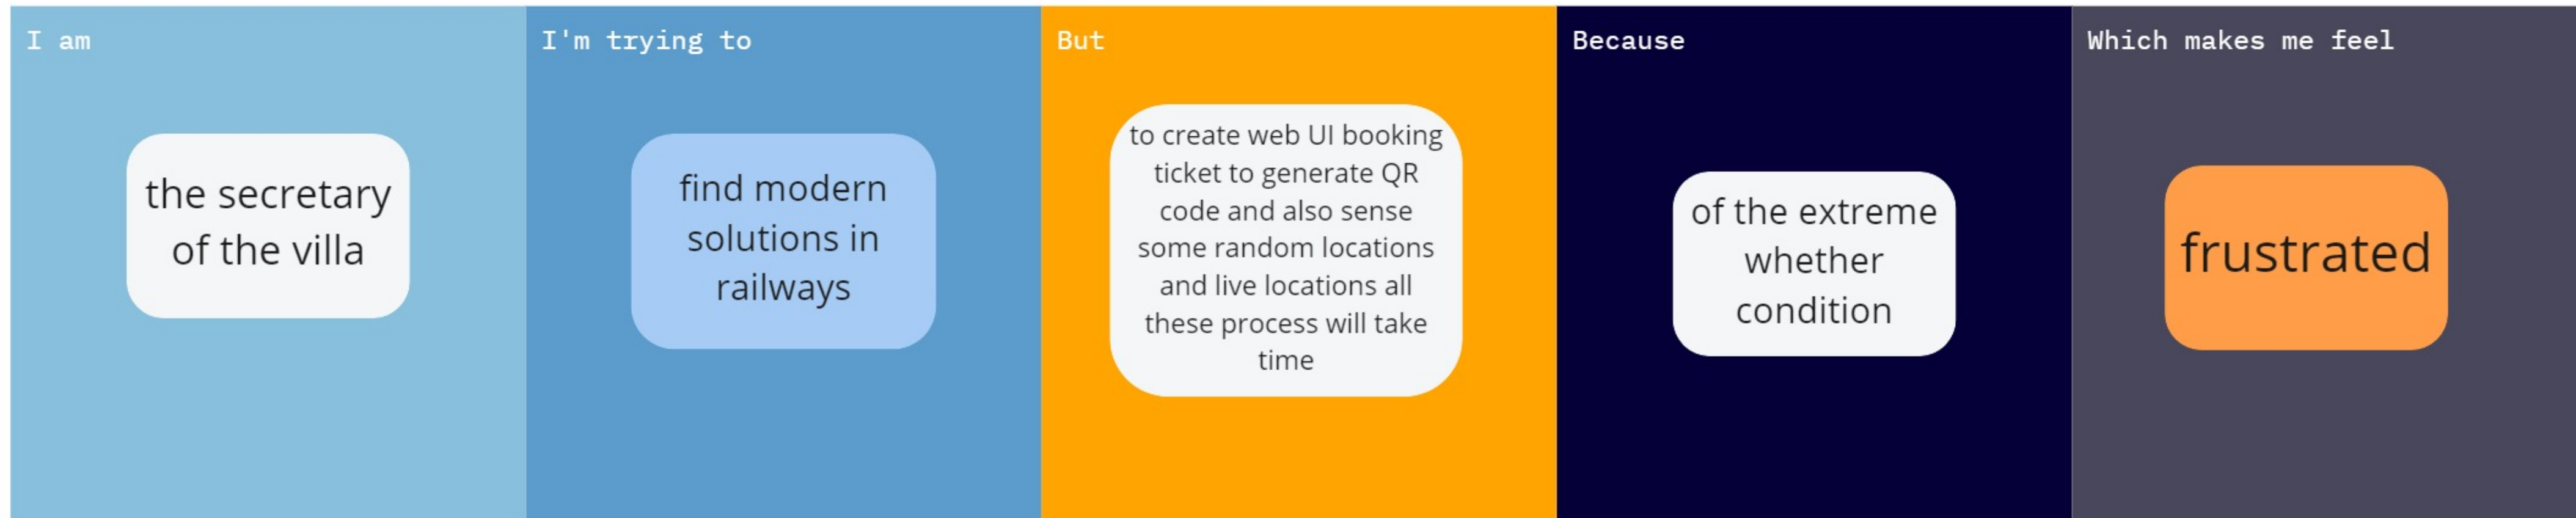 I am
the secretary
of the villa
I'm trying to
find modern
solutions in
railways
But
to create web UI booking
ticket to generate QR
code and also sense
some random locations
and live locations all
these process will take
time
Because
of the extreme
whether
condition
Which makes me feel
frustrated